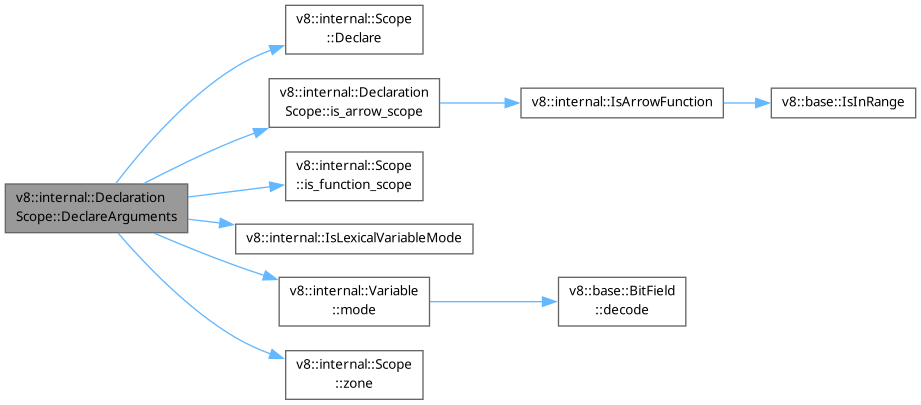 v8::internal::Scope
::Declare
v8::internal::Declaration
Scope::is_arrow_scope
v8::internal::IsArrowFunction
v8::base::IsInRange
v8::internal::Scope
::is_function_scope
v8::internal::Declaration
Scope::DeclareArguments
v8::internal::IsLexicalVariableMode
v8::internal::Variable
::mode
v8::base::BitField
::decode
v8::internal::Scope
::zone